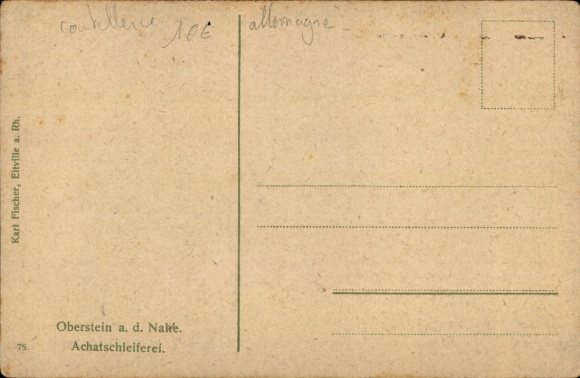 coutellerie 10€ allemagne
Karl Fischer, Eltville a. Rh.
Oberstein a. d. Nahe.
75. Achatschleiferei.